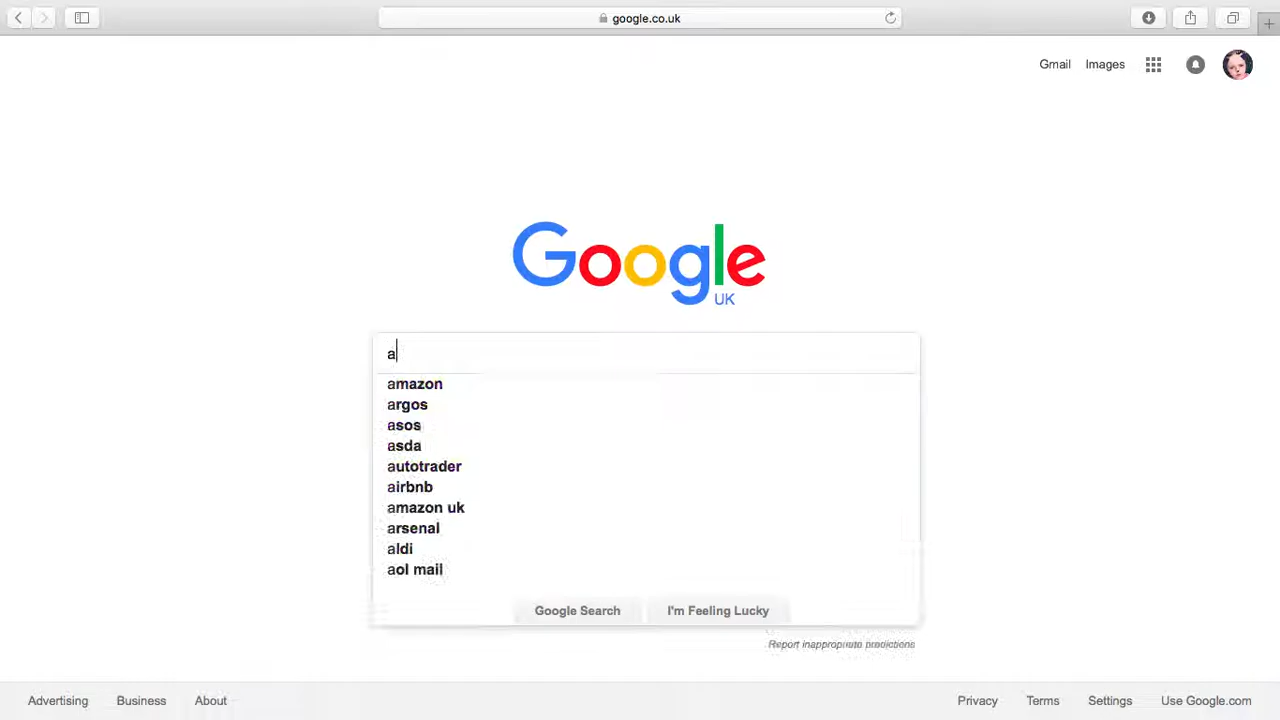 google.co.uk
Gmail Images
Google
UK
a
amazon
argos
asos
asda
autotrader
airbnb
amazon uk
arsenal
aldi
aol mail
Google Search I'm Feeling Lucky
Report inappropriate predictions
Advertising Business About Privacy Terms Settings Use Google.com